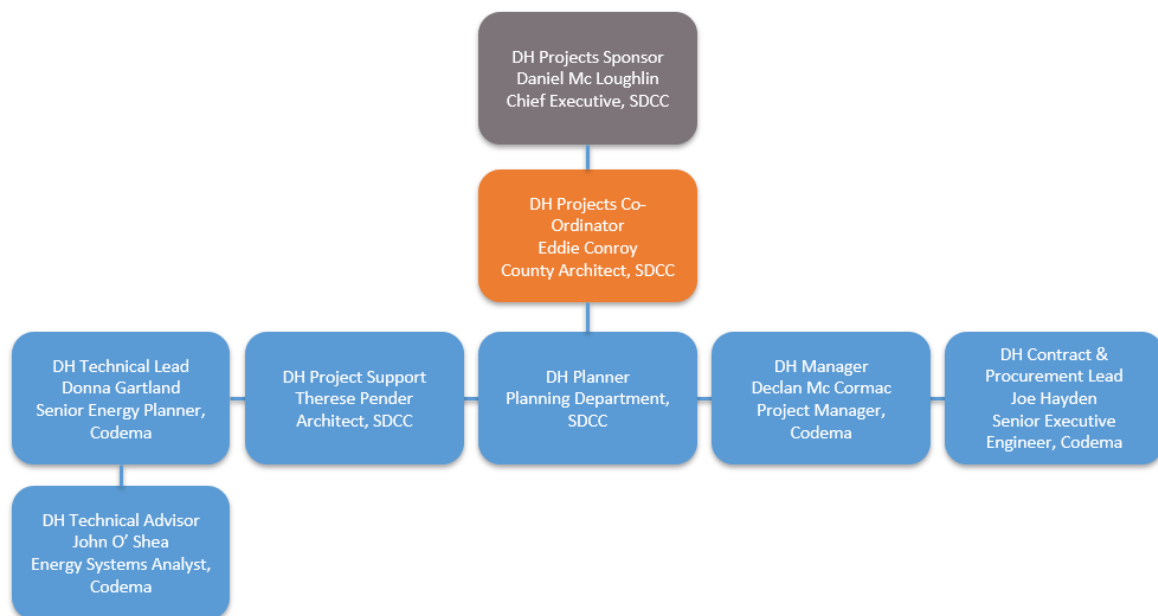 DH Projects Sponsor
Daniel Mc Loughlin
Chief Executive, SDCC
DH Projects Co-
Ordinator
Eddie Conroy
County Architect, SDCC
DH Technical Lead
Donna Gartland
Senior Energy Planner,
Codema
DH Project Support
Therese Pender
Architect, SDCC
DH Planner
Planning Department,
SDCC
DH Manager
Declan Mc Cormac
Project Manager,
Codema
DH Contract &
Procurement Lead
Joe Hayden
Senior Executive
Engineer, Codema
DH Technical Advisor
John O’ Shea
Energy Systems Analyst,
Codema